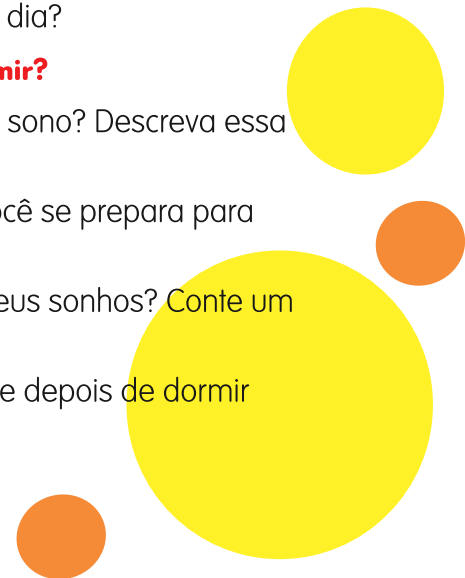 dia?
mir?
sono? Descreva essa
ocê se prepara para
eus sonhos? Conte um
e depois de dormir